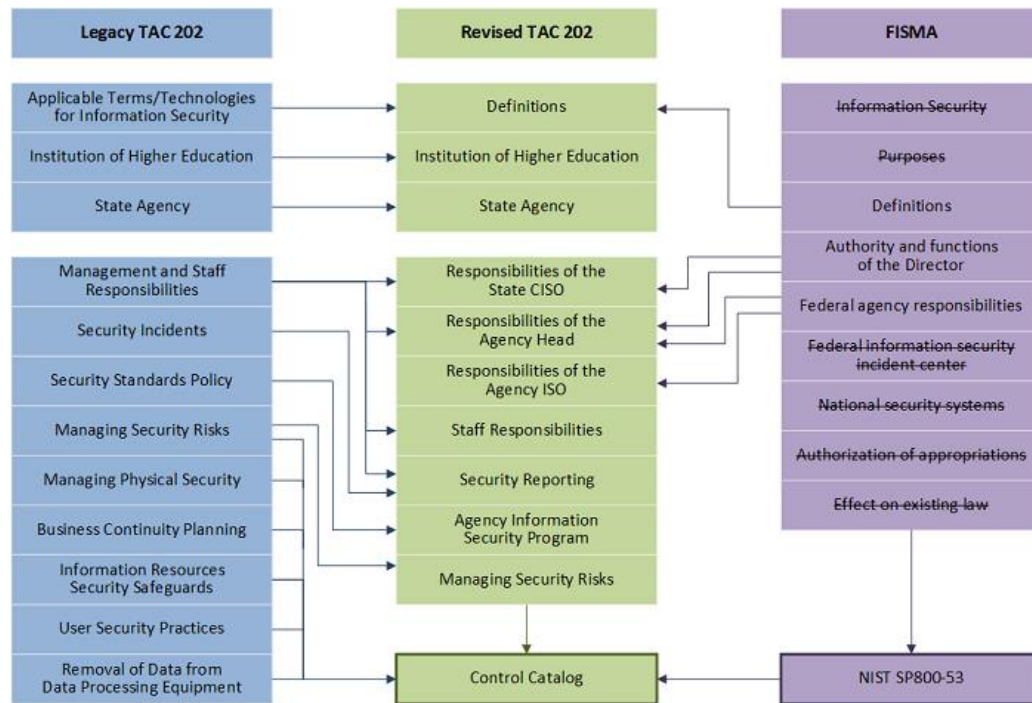 Legacy TAC 202
Applicable Terms/Technologies
for Information Security
Institution of Higher Education
State Agency
Management and Staff
Responsibilities
Security Incidents
Security Standards Policy
Managing Security Risks
Managing Physical Security
Business Continuity Planning
Information Resources
Security Safeguards
User Security Practices
Removal of Data from
Data Processing Equipment
Revised TAC 202
Definitions
Institution of Higher Education
State Agency
Responsibilities of the
State CISO
Responsibilities of the
Agency Head
Responsibilities of the
Agency ISO
Staff Responsibilities
Security Reporting
Agency Information
Security Program
Managing Security Risks
Control Catalog
FISMA
Information Security
Purposes
Definitions
Authority and functions
of the Director
Federal agency responsibilities
Federal information security
incident center
National security systems
Authorization of appropriations
Effect on existing law
NIST SP800-53